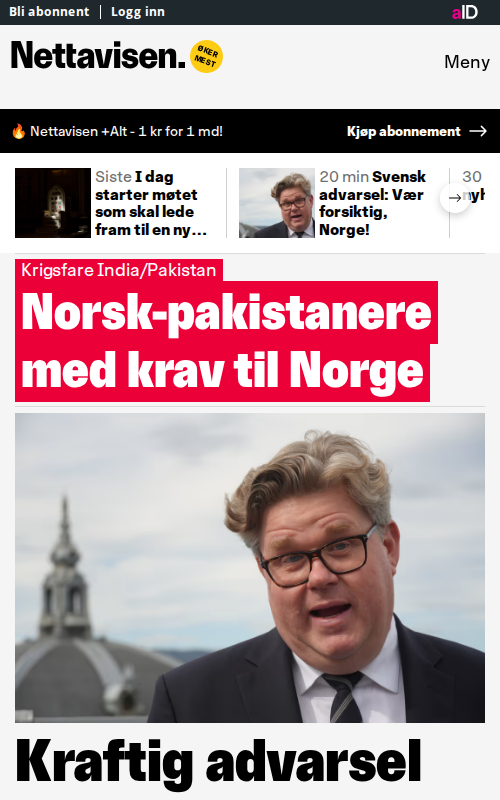 Bli abonnent | Logg inn
aID
Nettavisen.
ØKER
MEST
Meny
🔥 Nettavisen +Alt - 1 kr for 1 md!
Kjøp abonnement →
Siste I dag
starter møtet
som skal lede
fram til en ny...
20 min Svensk
advarsel: Vær
forsiktig,
Norge!
30
Krigsfare India/Pakistan
Norsk-pakistanere
med krav til Norge
Kraftig advarsel